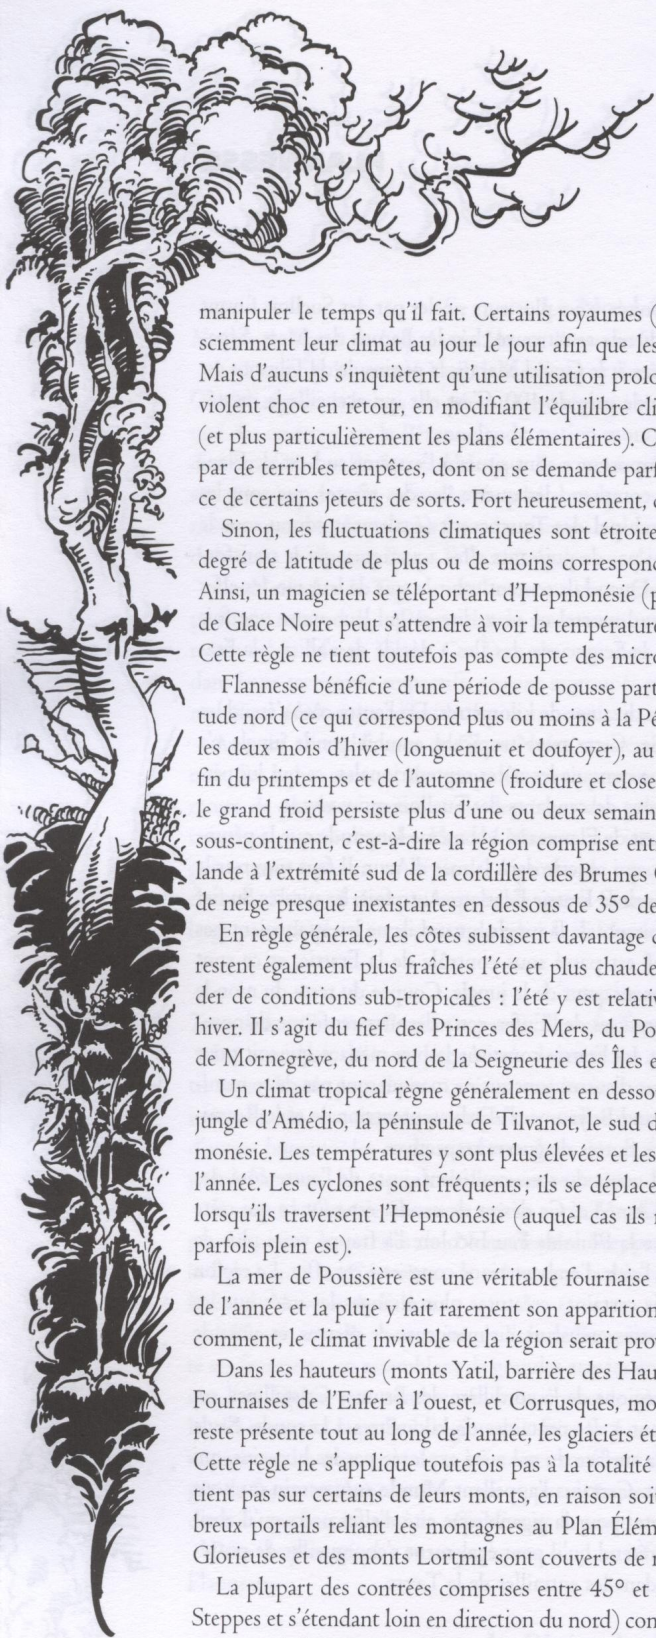 manipuler le temps qu'il fait. Certains royaumes (
sciemment leur climat au jour le jour afin que les
Mais d'aucuns s'inquiètent qu'une utilisation prolo
violent choc en retour, en modifiant l'équilibre cli
(et plus particulièrement les plans élémentaires). C
par de terribles tempêtes, dont on se demande parf
ce de certains jeteurs de sorts. Fort heureusement,
Sinon, les fluctuations climatiques sont étroite
degré de latitude de plus ou de moins correspond
Ainsi, un magicien se téléportant d'Hepmonésie (p
de Glace Noire peut s'attendre à voir la température
Cette règle ne tient toutefois pas compte des micro
Flannesse bénéficie d'une période de pousse part
tude nord (ce qui correspond plus ou moins à la Pé
les deux mois d'hiver (longuenuit et doufoyer), au
fin du printemps et de l'automne (froidure et close
le grand froid persiste plus d'une ou deux semain
sous-continent, c'est-à-dire la région comprise entr
lande à l'extrémité sud de la cordillère des Brumes
de neige presque inexistantes en dessous de 35° de
En règle générale, les côtes subissent davantage
restent également plus fraîches l'été et plus chaude
der de conditions sub-tropicales : l'été y est relativ
hiver. Il s'agit du fief des Princes des Mers, du Po
de Mornegrève, du nord de la Seigneurie des Îles e
Un climat tropical règne généralement en dessou
jungle d'Amédio, la péninsule de Tilvanot, le sud d
monésie. Les températures y sont plus élevées et les
l'année. Les cyclones sont fréquents ; ils se déplace
lorsqu'ils traversent l'Hepmonésie (auquel cas ils r
parfois plein est).
La mer de Poussière est une véritable fournaise
de l'année et la pluie y fait rarement son apparition
comment, le climat invivable de la région serait prov
Dans les hauteurs (monts Yatil, barrière des Hau
Fournaises de l'Enfer à l'ouest, et Corrusques, mo
reste présente tout au long de l'année, les glaciers ét
Cette règle ne s'applique toutefois pas à la totalité
tient pas sur certains de leurs monts, en raison soit
breux portails reliant les montagnes au Plan Élém
Glorieuses et des monts Lortmil sont couverts de n
La plupart des contrées comprises entre 45° et
Steppes et s'étendant loin en direction du nord) con